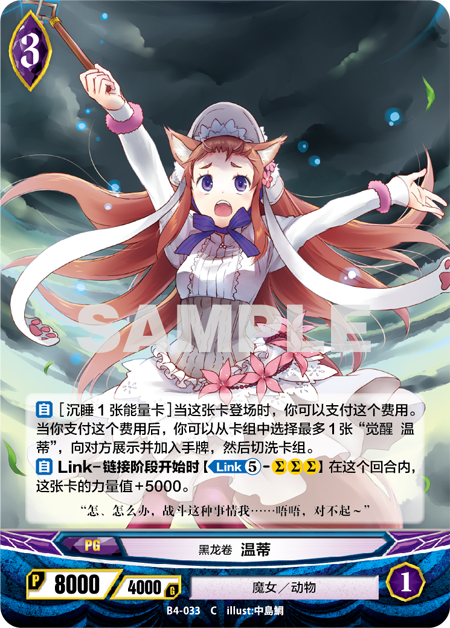 3
SAMPLE
自 [沉睡1张能量卡]当这张卡登场时，你可以支付这个费用。
当你支付这个费用后，你可以从卡组中选择最多1张“觉醒 温
蒂”，向对方展示并加入手牌，然后切洗卡组。
自 Link-链接阶段开始时【Link⑤-ΣΣΣ】在这个回合内，
这张卡的力量值+5000。
“怎、怎么办，战斗这种事情我……唔唔，对不起～”
PG
黑龙卷 温蒂
P 8000 / 4000 G
魔女／动物
1
B4-033 C illust:中島鯛